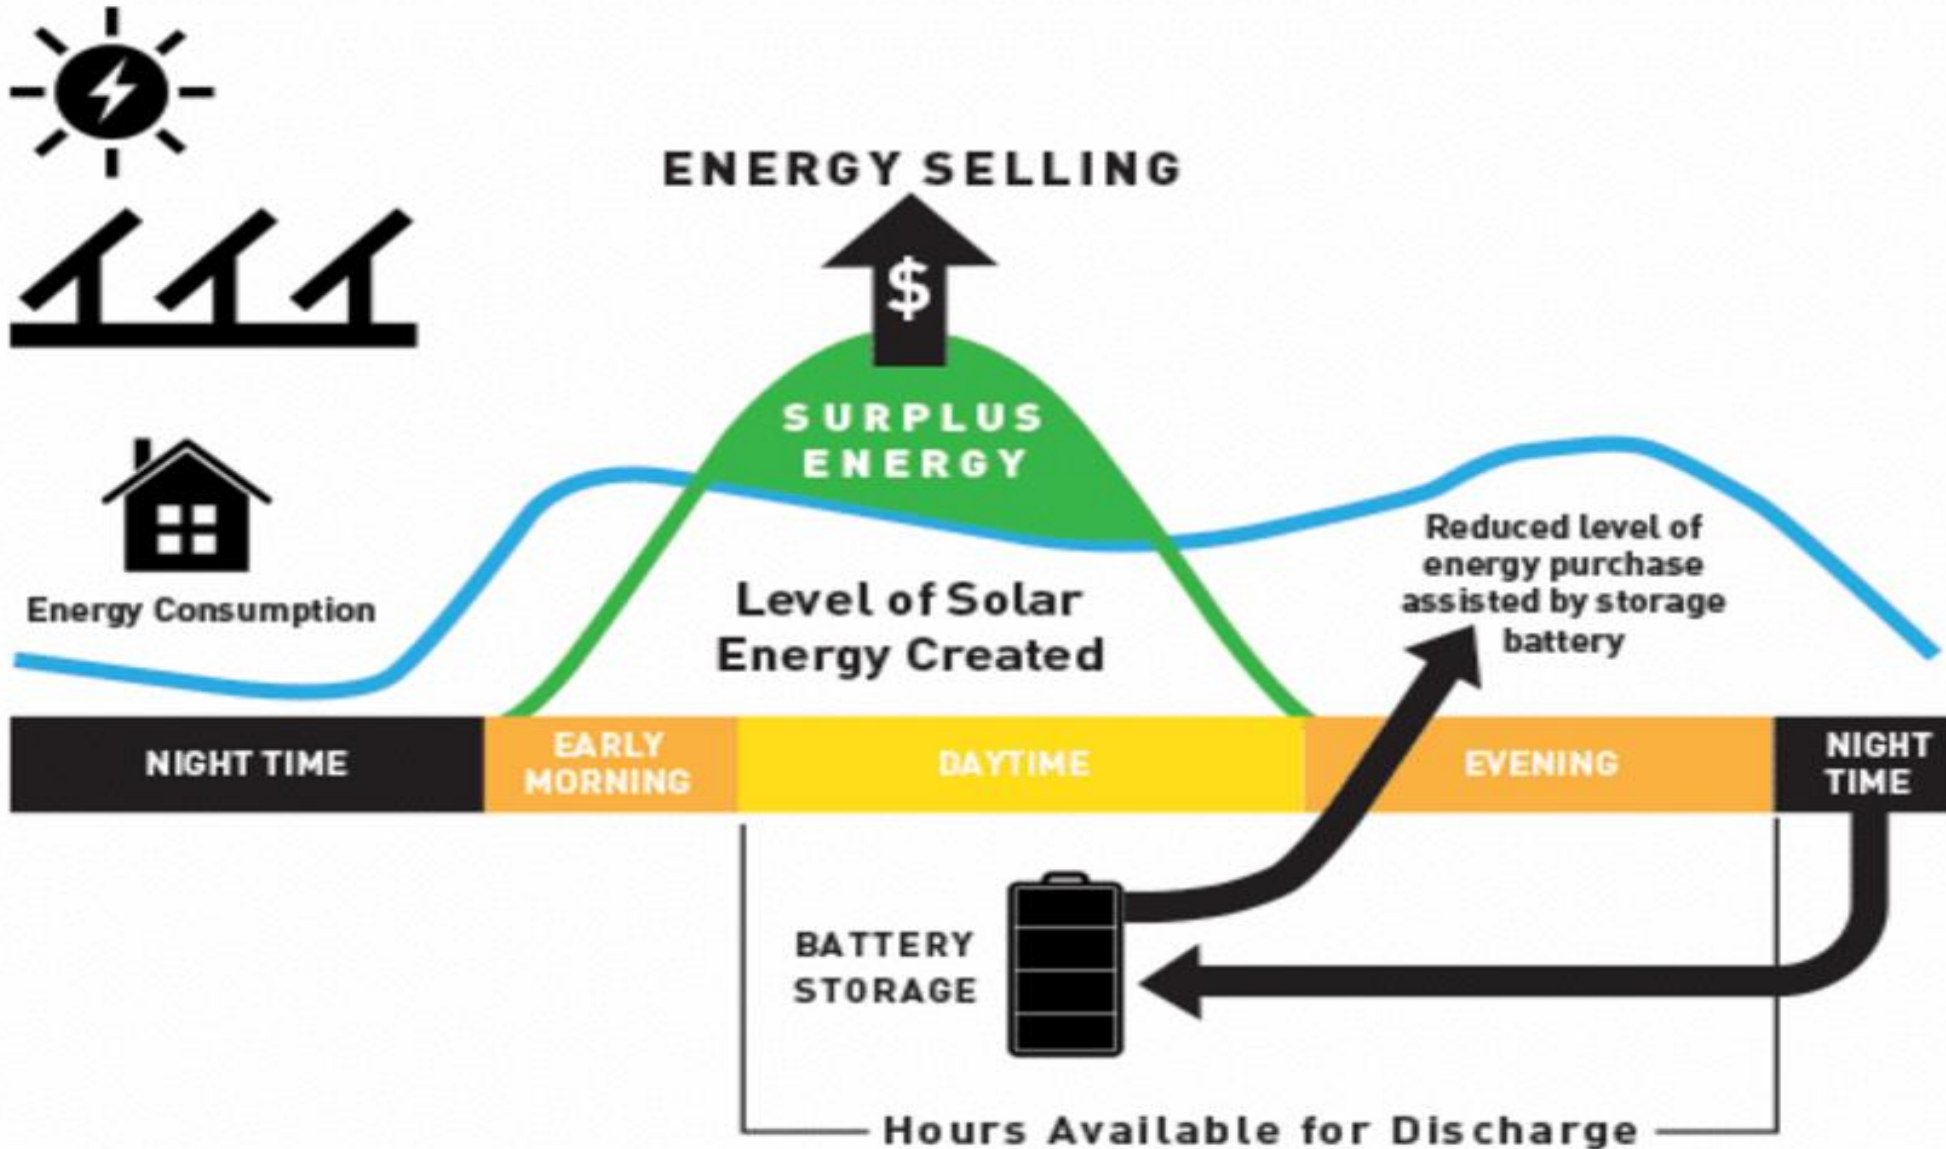 ENERGY SELLING
$
SURPLUS
ENERGY
Energy Consumption
Level of Solar
Energy Created
Reduced level of
energy purchase
assisted by storage
battery
NIGHT TIME
EARLY
MORNING
DAYTIME
EVENING
NIGHT
TIME
BATTERY
STORAGE
Hours Available for Discharge